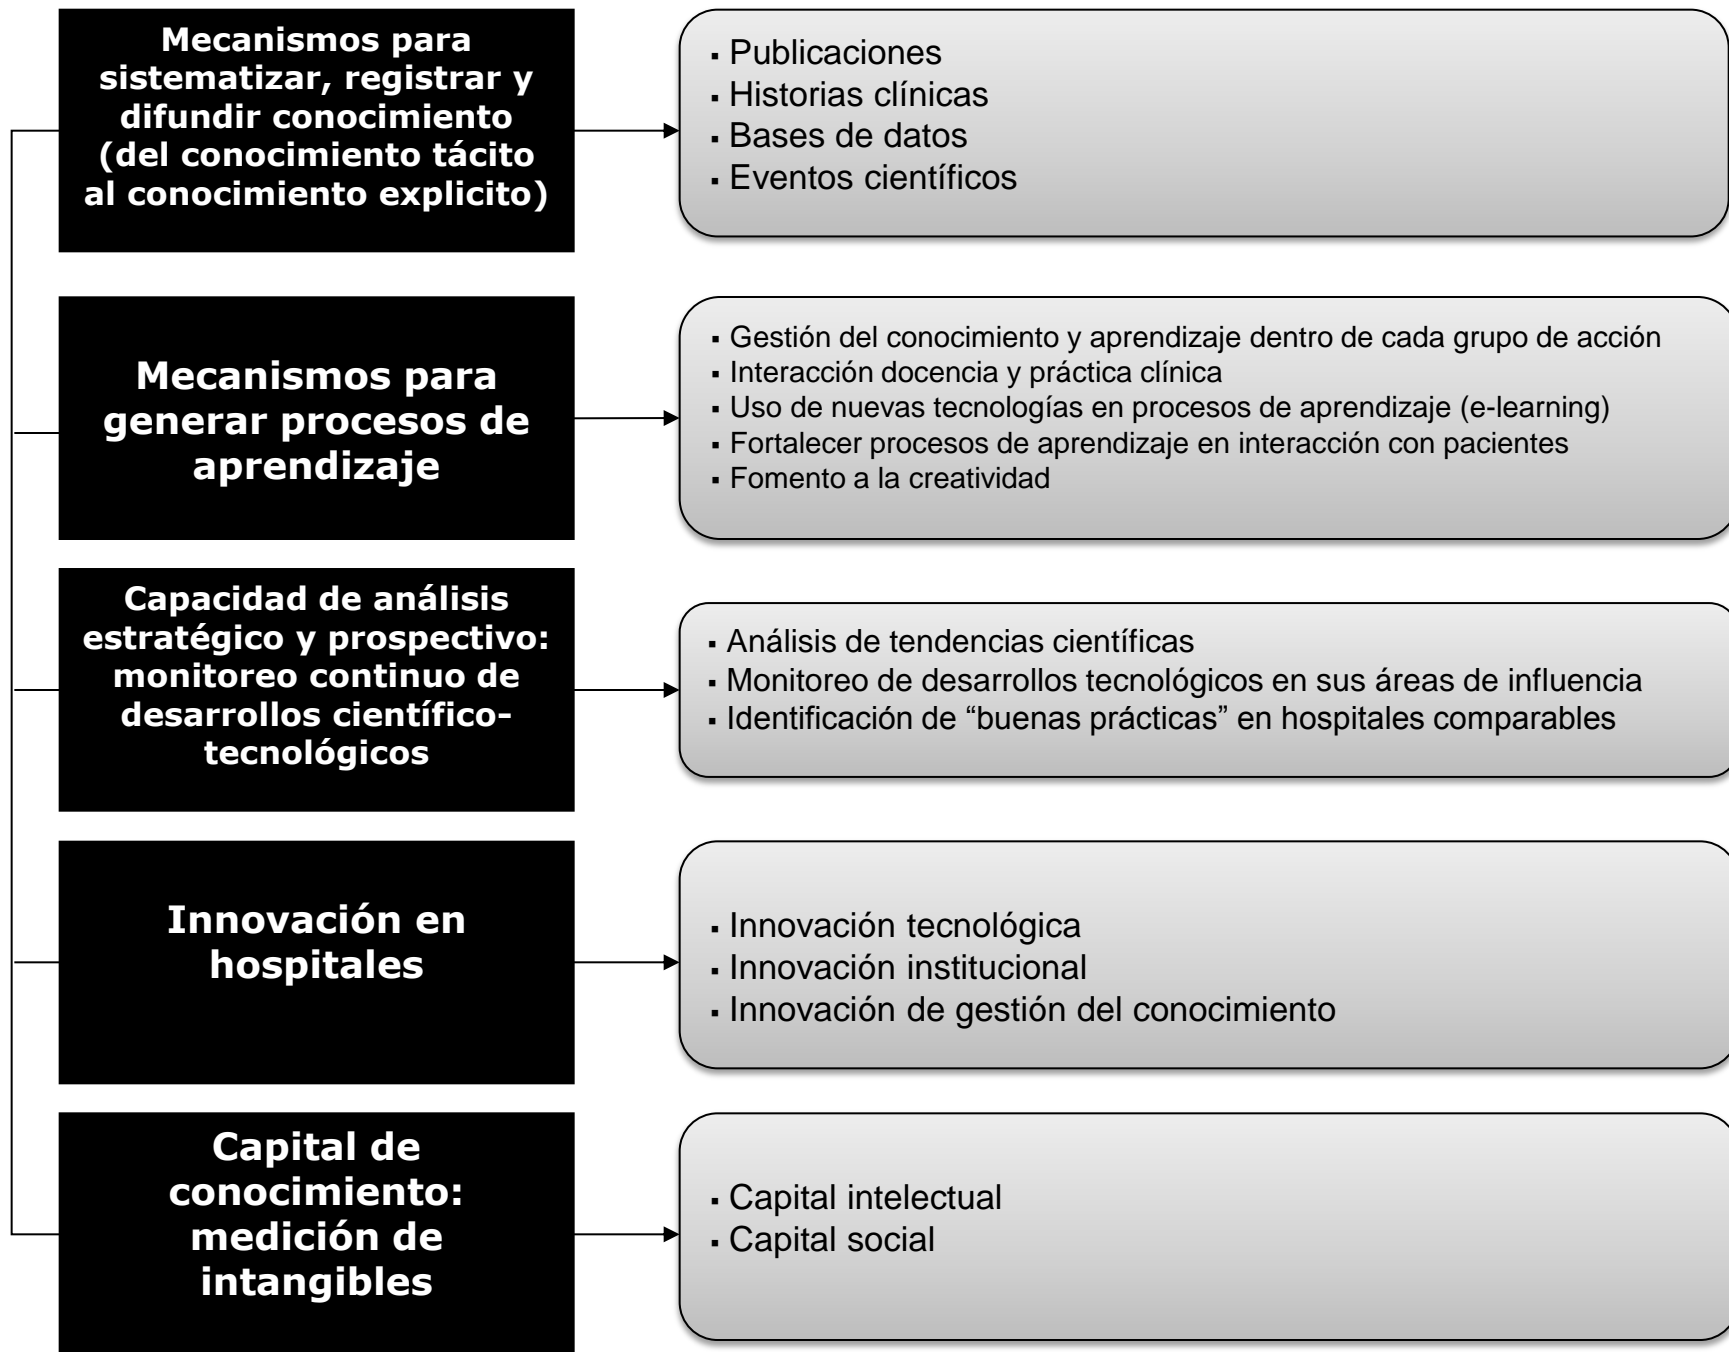 Mecanismos para
sistematizar, registrar y
difundir conocimiento
(del conocimiento tácito
al conocimiento explicito)
▪ Publicaciones
▪ Historias clínicas
▪ Bases de datos
▪ Eventos científicos
Mecanismos para
generar procesos de
aprendizaje
▪ Gestión del conocimiento y aprendizaje dentro de cada grupo de acción
▪ Interacción docencia y práctica clínica
▪ Uso de nuevas tecnologías en procesos de aprendizaje (e-learning)
▪ Fortalecer procesos de aprendizaje en interacción con pacientes
▪ Fomento a la creatividad
Capacidad de análisis
estratégico y prospectivo:
monitoreo continuo de
desarrollos científico-
tecnológicos
▪ Análisis de tendencias científicas
▪ Monitoreo de desarrollos tecnológicos en sus áreas de influencia
▪ Identificación de “buenas prácticas” en hospitales comparables
Innovación en
hospitales
▪ Innovación tecnológica
▪ Innovación institucional
▪ Innovación de gestión del conocimiento
Capital de
conocimiento:
medición de
intangibles
▪ Capital intelectual
▪ Capital social